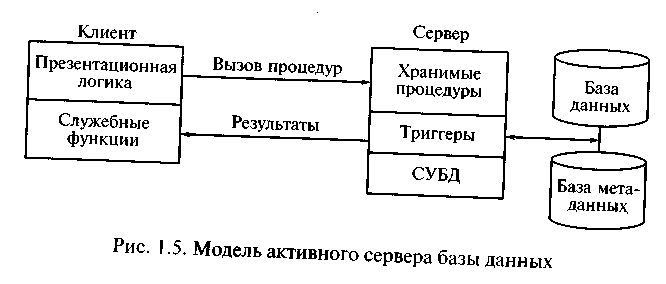 Клиент
Презентационная
логика
Служебные
функции
Вызов процедур
Результаты
Сервер
Хранимые
процедуры
Триггеры
СУБД
База
данных
База мета-
данных
Рис. 1.5. Модель активного сервера базы данных